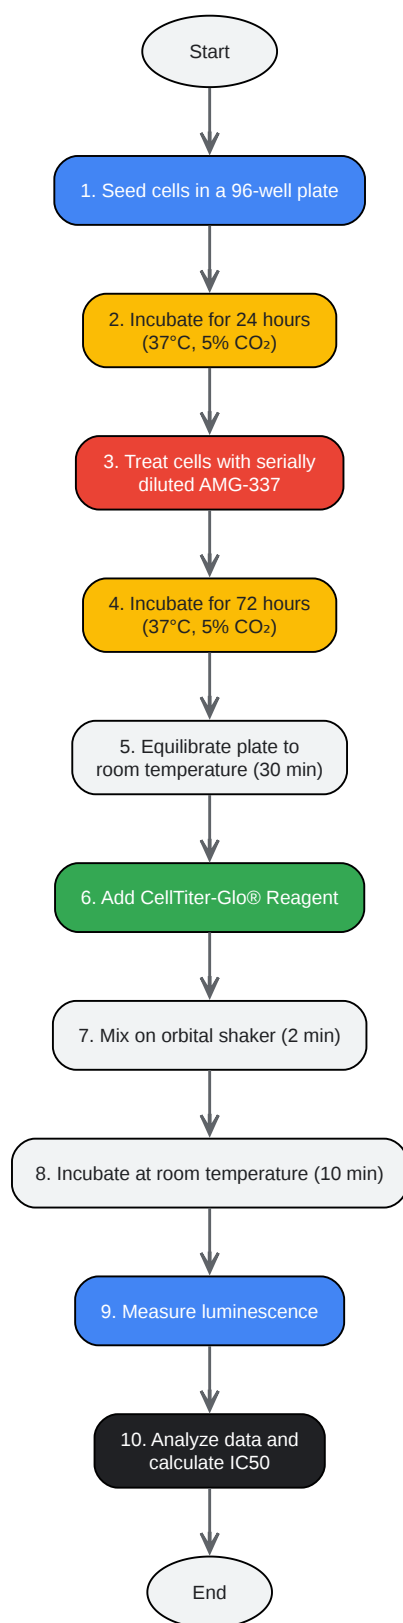 Start
1. Seed cells in a 96-well plate
2. Incubate for 24 hours
(37°C, 5% CO₂)
3. Treat cells with serially
diluted AMG-337
4. Incubate for 72 hours
(37°C, 5% CO₂)
5. Equilibrate plate to
room temperature (30 min)
6. Add CellTiter-Glo® Reagent
7. Mix on orbital shaker (2 min)
8. Incubate at room temperature (10 min)
9. Measure luminescence
10. Analyze data and
calculate IC50
End